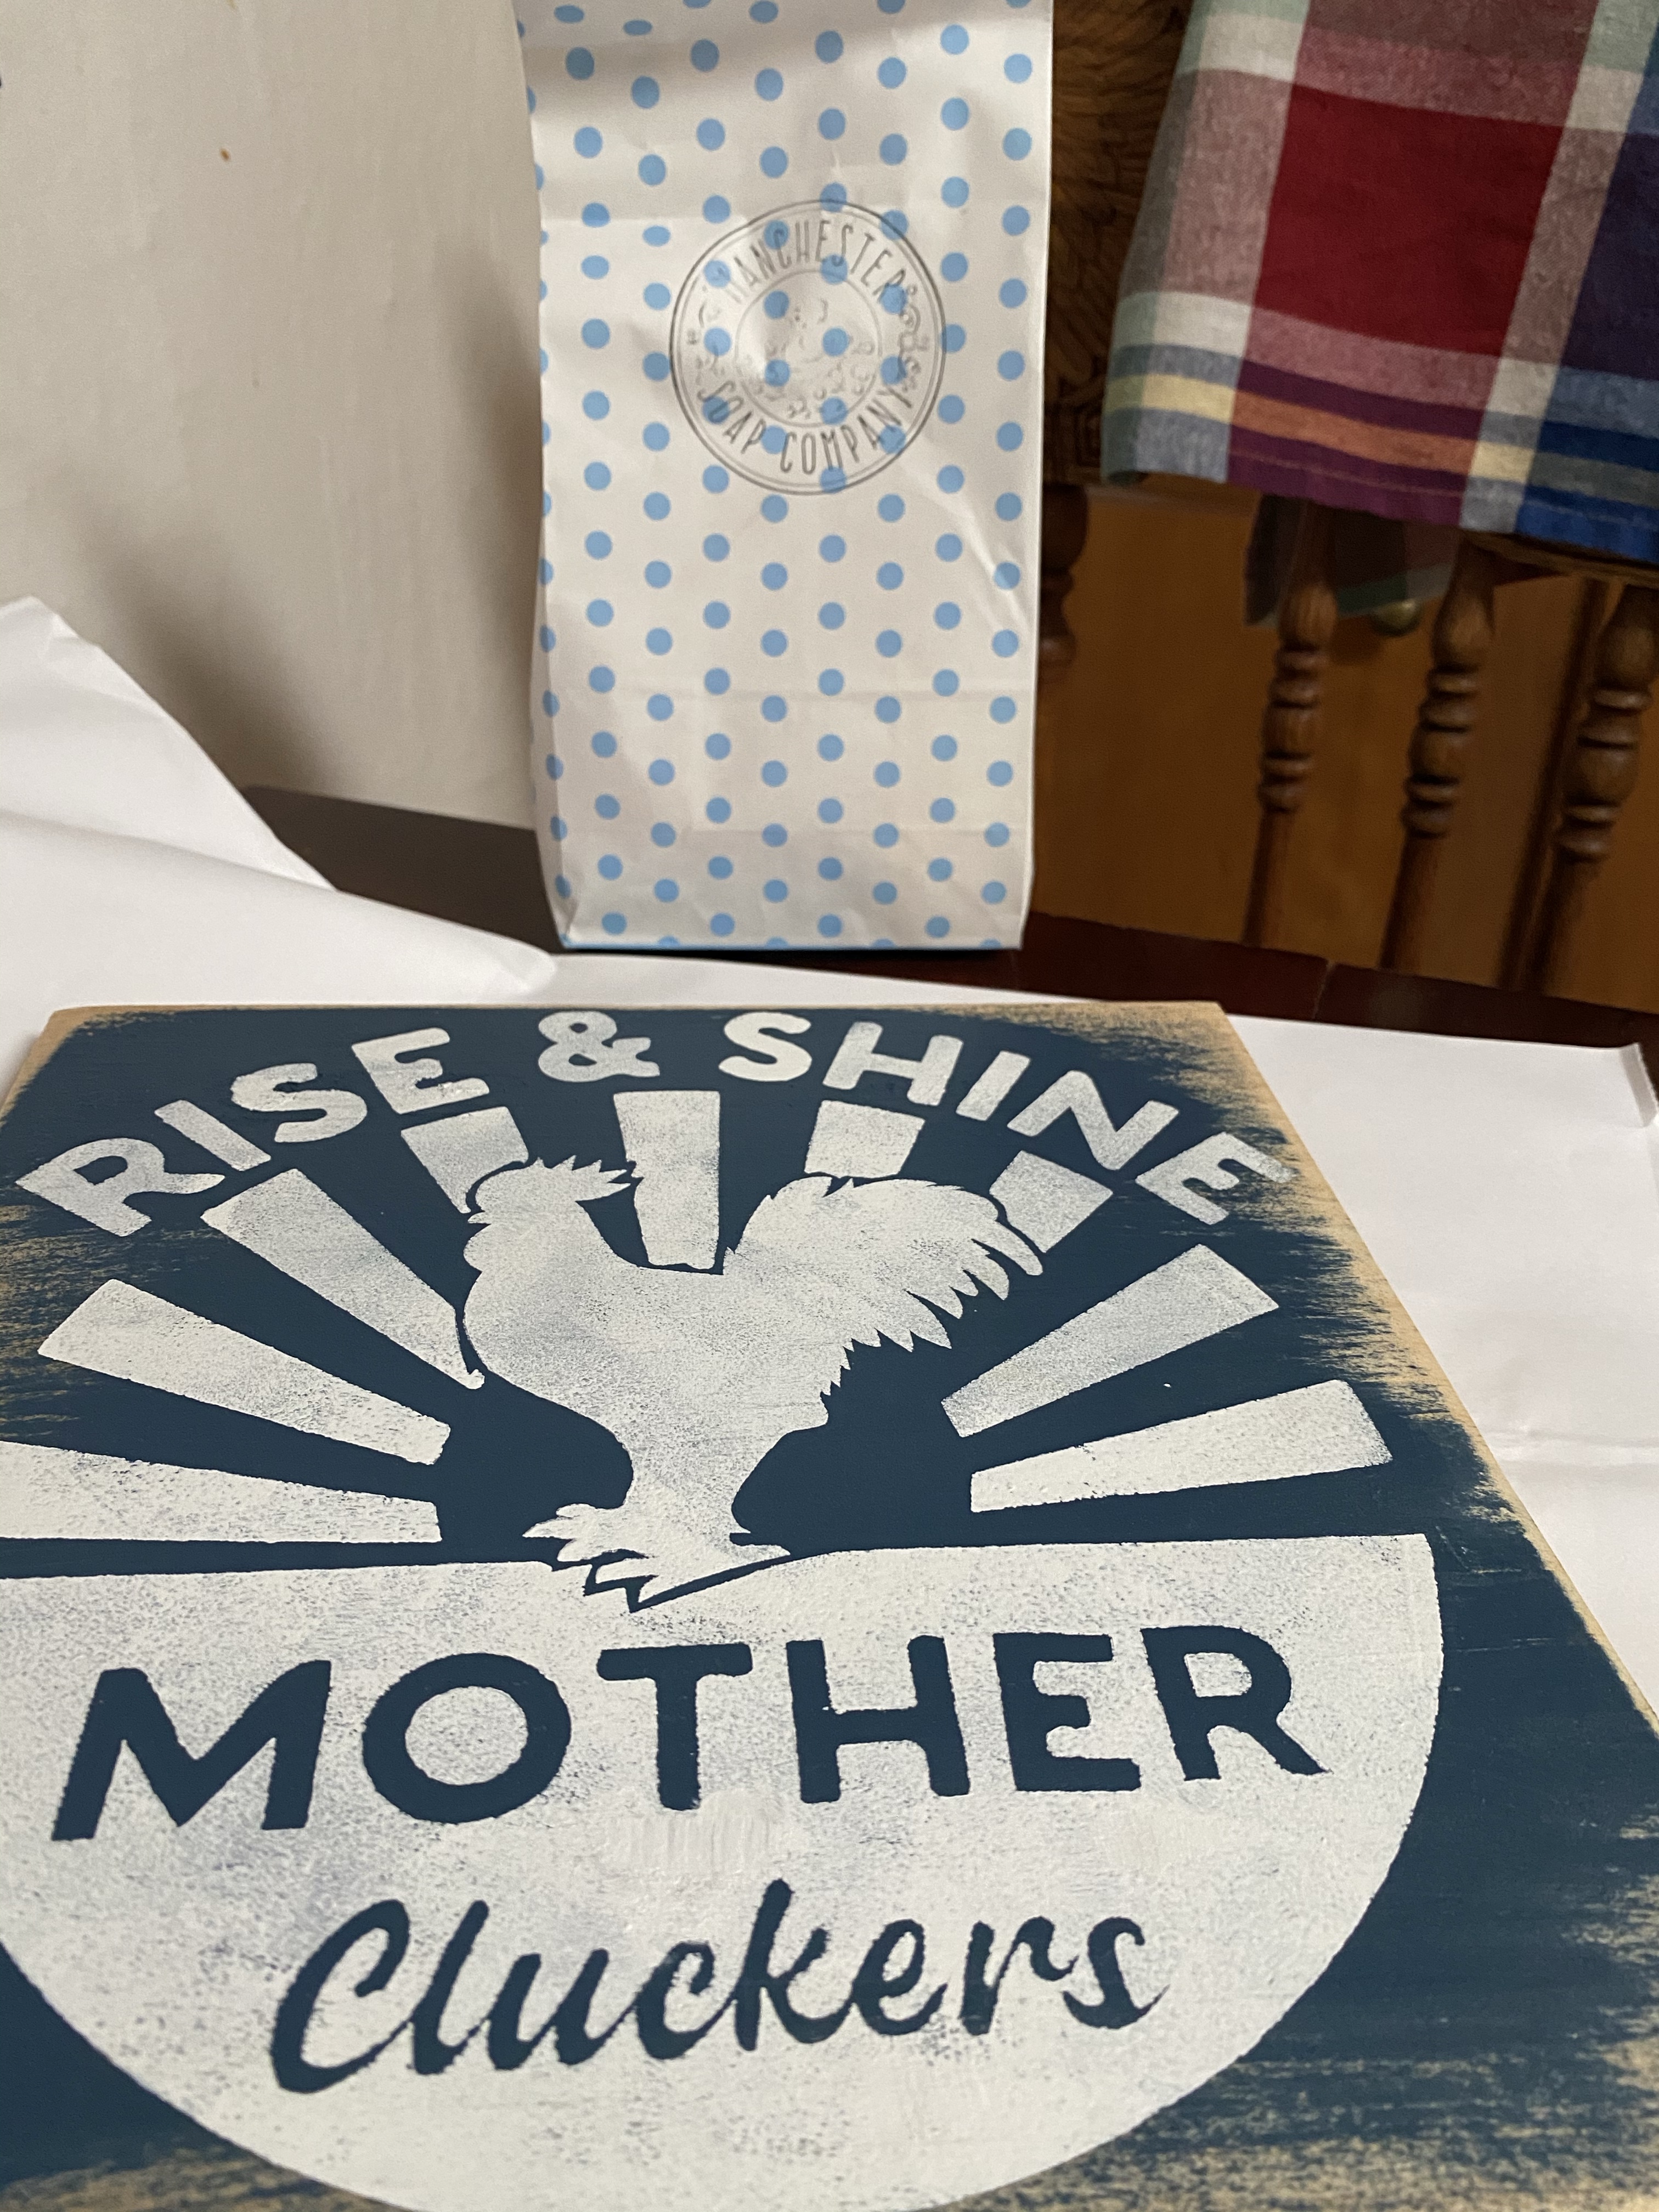 MANCHESTER
SOAP COMPANY
RISE & SHINE
MOTHER
Cluckers